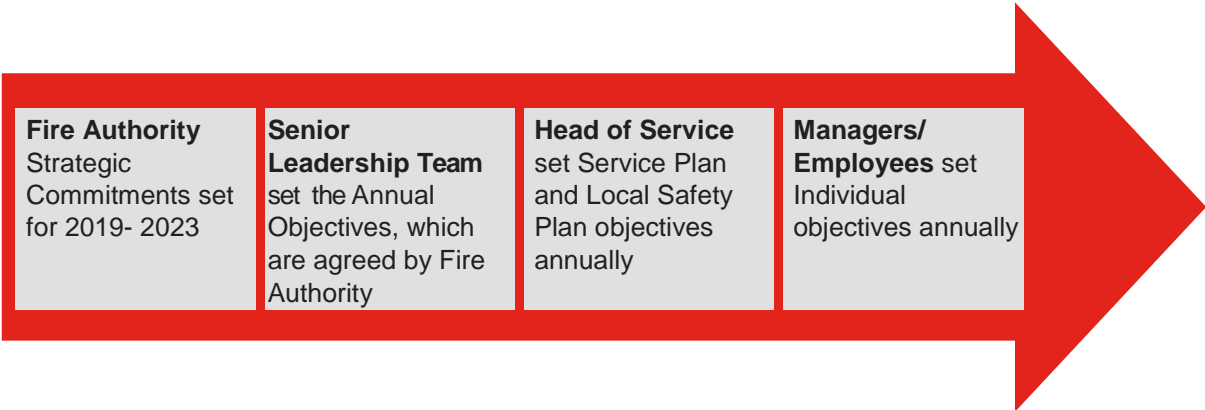 Fire Authority
Strategic
Commitments set
for 2019- 2023
Senior
Leadership Team
set the Annual
Objectives, which
are agreed by Fire
Authority
Head of Service
set Service Plan
and Local Safety
Plan objectives
annually
Managers/
Employees set
Individual
objectives annually